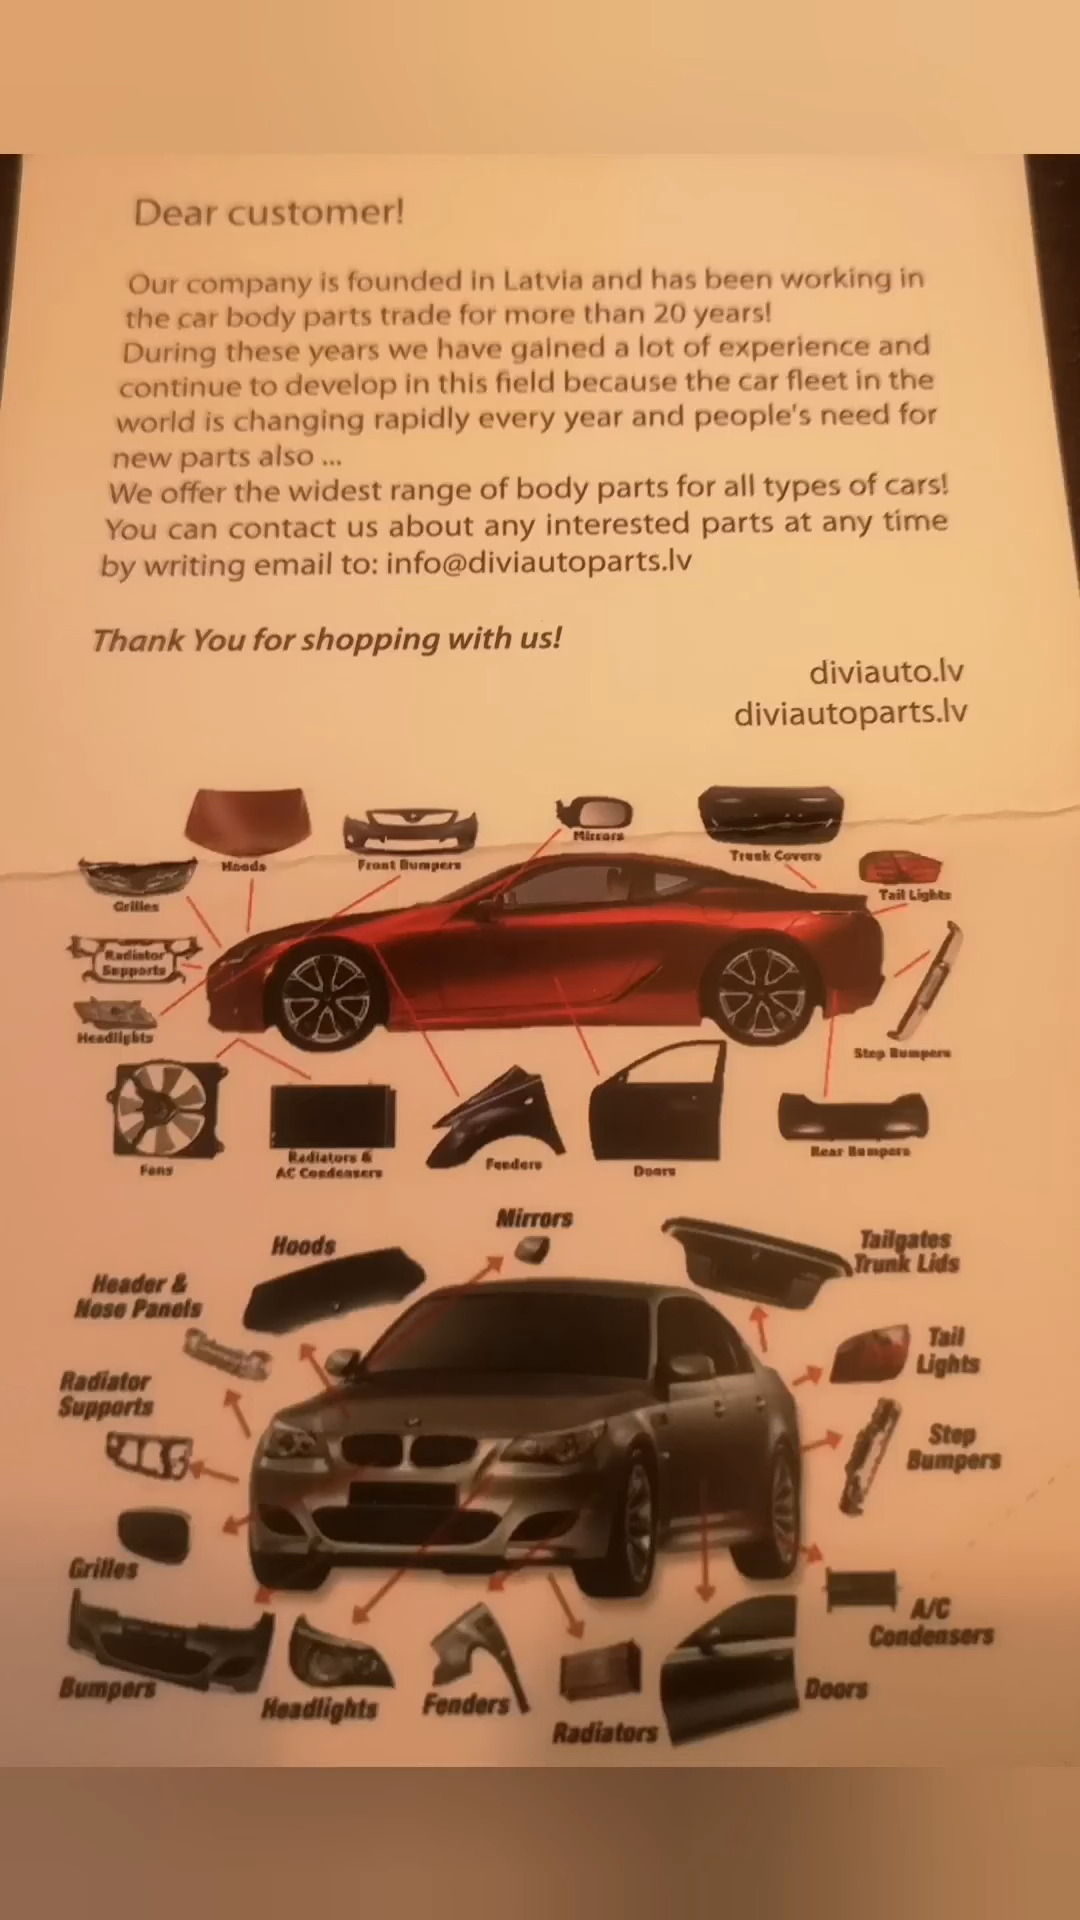 Dear customer!
Our company is founded in Latvia and has been working in
the car body parts trade for more than 20 years!
During these years we have gained a lot of experience and
continue to develop in this field because the car fleet in the
world is changing rapidly every year and people's need for
new parts also ...
We offer the widest range of body parts for all types of cars!
You can contact us about any interested parts at any time
by writing email to: info@diviautoparts.lv
Thank You for shopping with us!
diviauto.lv
diviautoparts.lv
Hoods
Front Bumpers
Mirrors
Trunk Covers
Tail Lights
Grilles
Radiator
Supports
Headlights
Step Bumpers
Fans
Radiators &
AC Condensers
Fenders
Doors
Rear Bumpers
Mirrors
Hoods
Tailgates
Trunk Lids
Header &
Nose Panels
Tail
Lights
Radiator
Supports
Step
Bumpers
Grilles
A/C
Condensers
Bumpers
Headlights
Fenders
Radiators
Doors